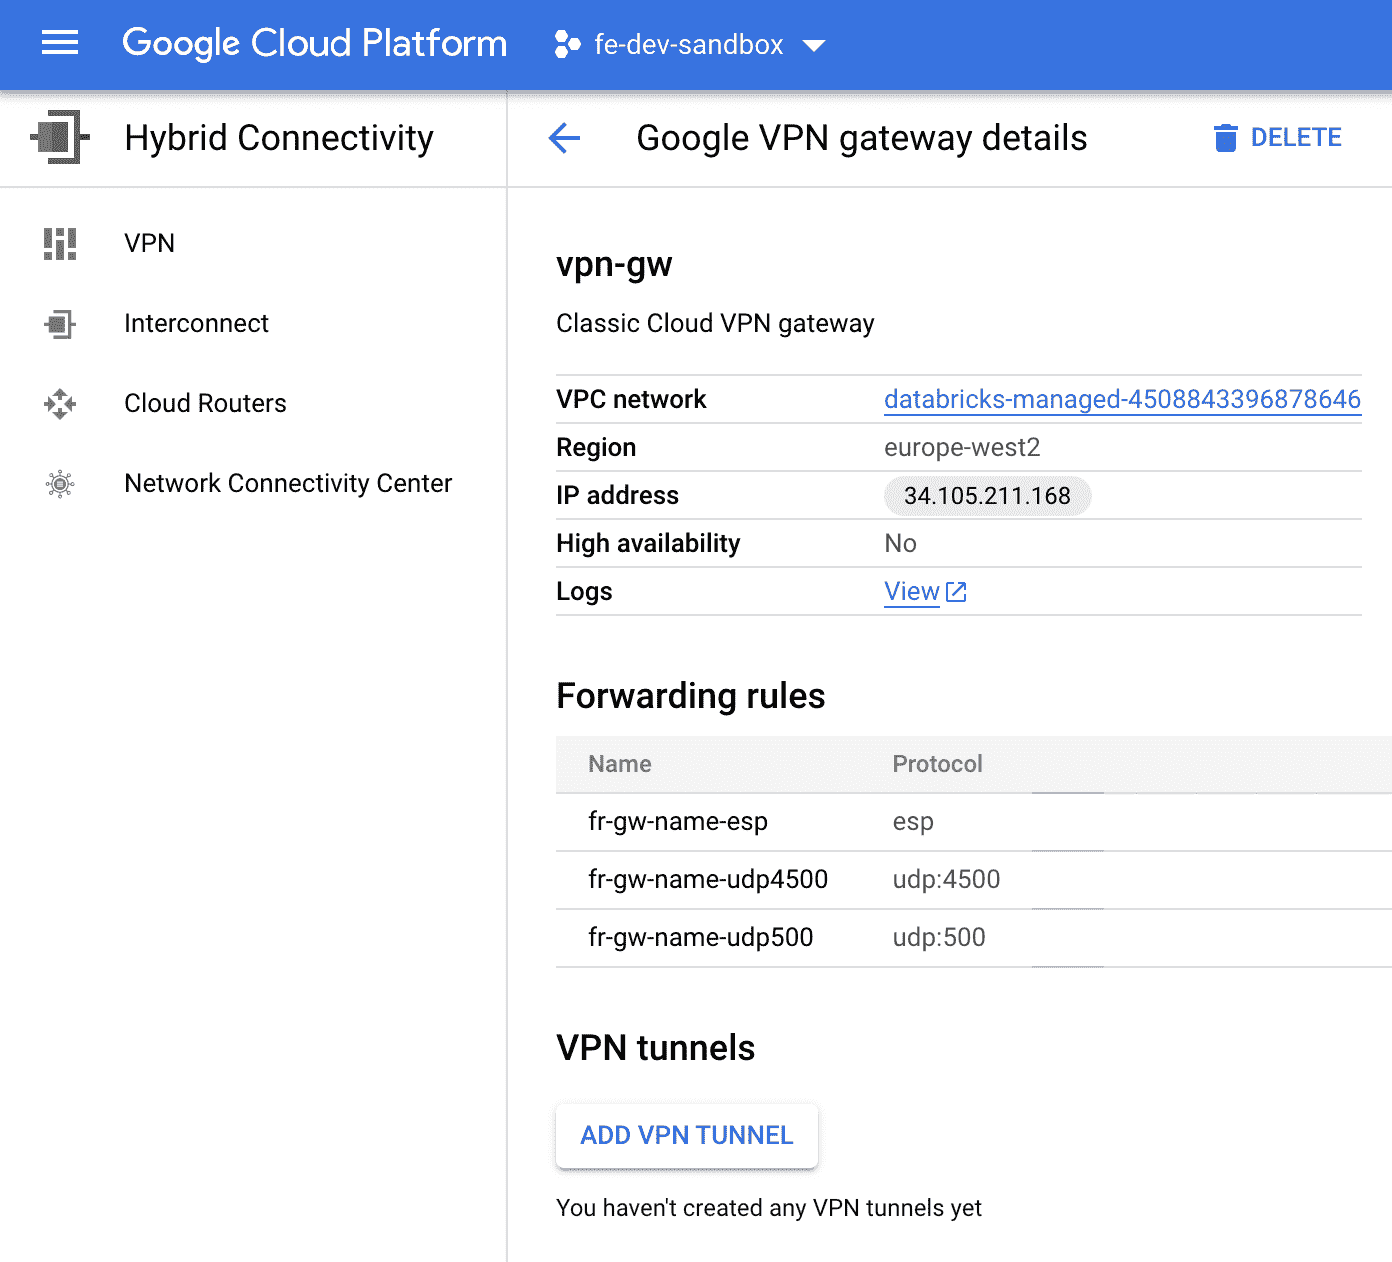 Google Cloud Platform fe-dev-sandbox
Hybrid Connectivity
Google VPN gateway details
DELETE
VPN
Interconnect
Cloud Routers
Network Connectivity Center
vpn-gw
Classic Cloud VPN gateway
VPC network databricks-managed-4508843396878646
Region europe-west2
IP address 34.105.211.168
High availability No
Logs View
Forwarding rules
Name Protocol
fr-gw-name-esp esp
fr-gw-name-udp4500 udp:4500
fr-gw-name-udp500 udp:500
VPN tunnels
ADD VPN TUNNEL
You haven't created any VPN tunnels yet